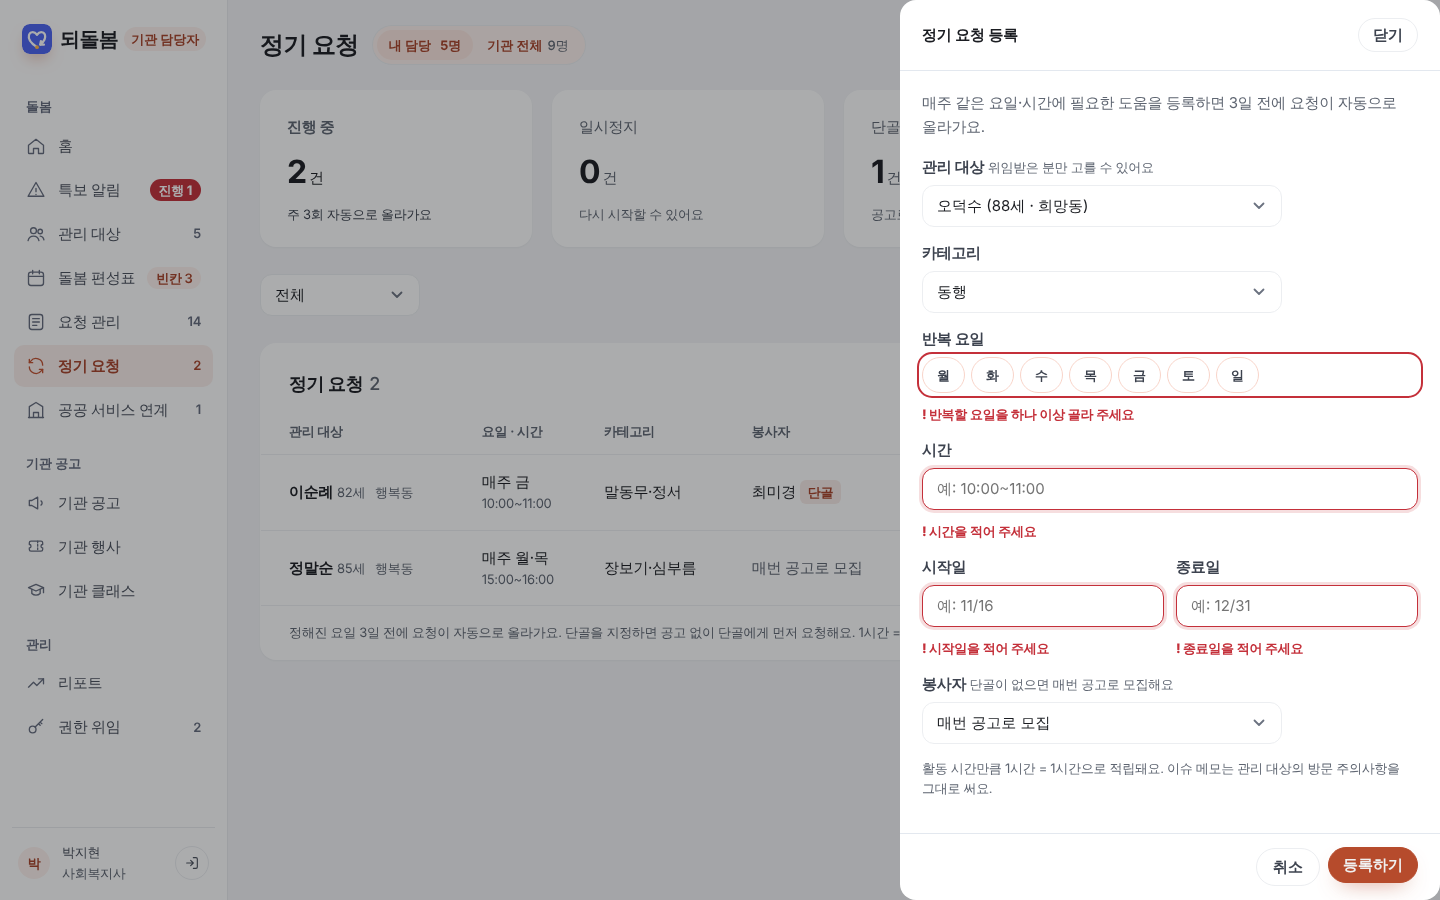 되돌봄 기관 담당자
돌봄
홈
특보 알림 진행 1
관리 대상 5
돌봄 편성표 빈칸 3
요청 관리 14
정기 요청 2
공공 서비스 연계 1
기관 공고
기관 공고
기관 행사
기관 클래스
관리
리포트
권한 위임 2
박 박지현
사회복지사
정기 요청 내 담당 5명 기관 전체 9명
진행 중
2건
주 3회 자동으로 올라가요
일시정지
0건
다시 시작할 수 있어요
단골
1건
공고
전체
정기 요청 2
관리 대상 요일 · 시간 카테고리 봉사자
이순례 82세 행복동 매주 금 10:00~11:00 말동무·정서 최미경 단골
정말순 85세 행복동 매주 월·목 15:00~16:00 장보기·심부름 매번 공고로 모집
정해진 요일 3일 전에 요청이 자동으로 올라가요. 단골을 지정하면 공고 없이 단골에게 먼저 요청해요. 1시간 =
정기 요청 등록 닫기
매주 같은 요일·시간에 필요한 도움을 등록하면 3일 전에 요청이 자동으로
올라가요.
관리 대상 위임받은 분만 고를 수 있어요
오덕수 (88세 · 희망동)
카테고리
동행
반복 요일
월 화 수 목 금 토 일
! 반복할 요일을 하나 이상 골라 주세요
시간
예: 10:00~11:00
! 시간을 적어 주세요
시작일 종료일
예: 11/16 예: 12/31
! 시작일을 적어 주세요 ! 종료일을 적어 주세요
봉사자 단골이 없으면 매번 공고로 모집해요
매번 공고로 모집
활동 시간만큼 1시간 = 1시간으로 적립돼요. 이슈 메모는 관리 대상의 방문 주의사항을
그대로 써요.
취소 등록하기